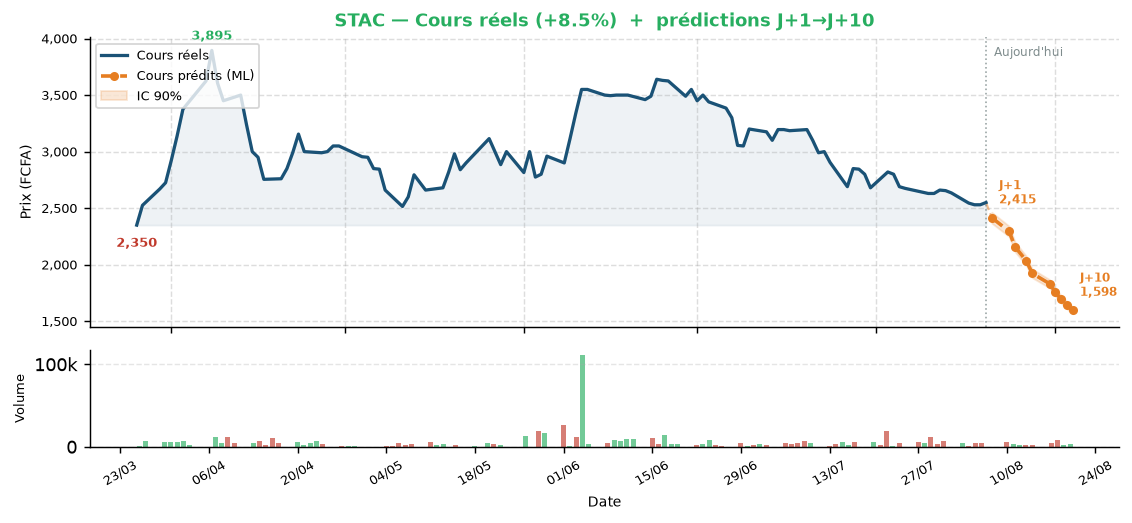 STAC — Cours réels (+8.5%)  +  prédictions J+1→J+10
3,895
4,000
Cours réels
Cours prédits (ML)
IC 90%
Aujourd'hui
3,500
3,000
2,500
2,000
1,500
Prix (FCFA)
2,350
J+1
2,415
J+10
1,598
100k
0
Volume
23/03
06/04
20/04
04/05
18/05
01/06
15/06
29/06
13/07
27/07
10/08
24/08
Date